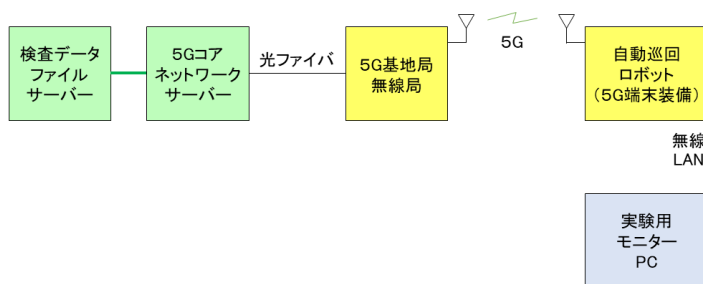 検査データ
ファイル
サーバー
5Gコア
ネットワーク
サーバー
光ファイバ
5G基地局
無線局
5G
自動巡回
ロボット
(5G端末装備)
無線
LAN
実験用
モニター
PC